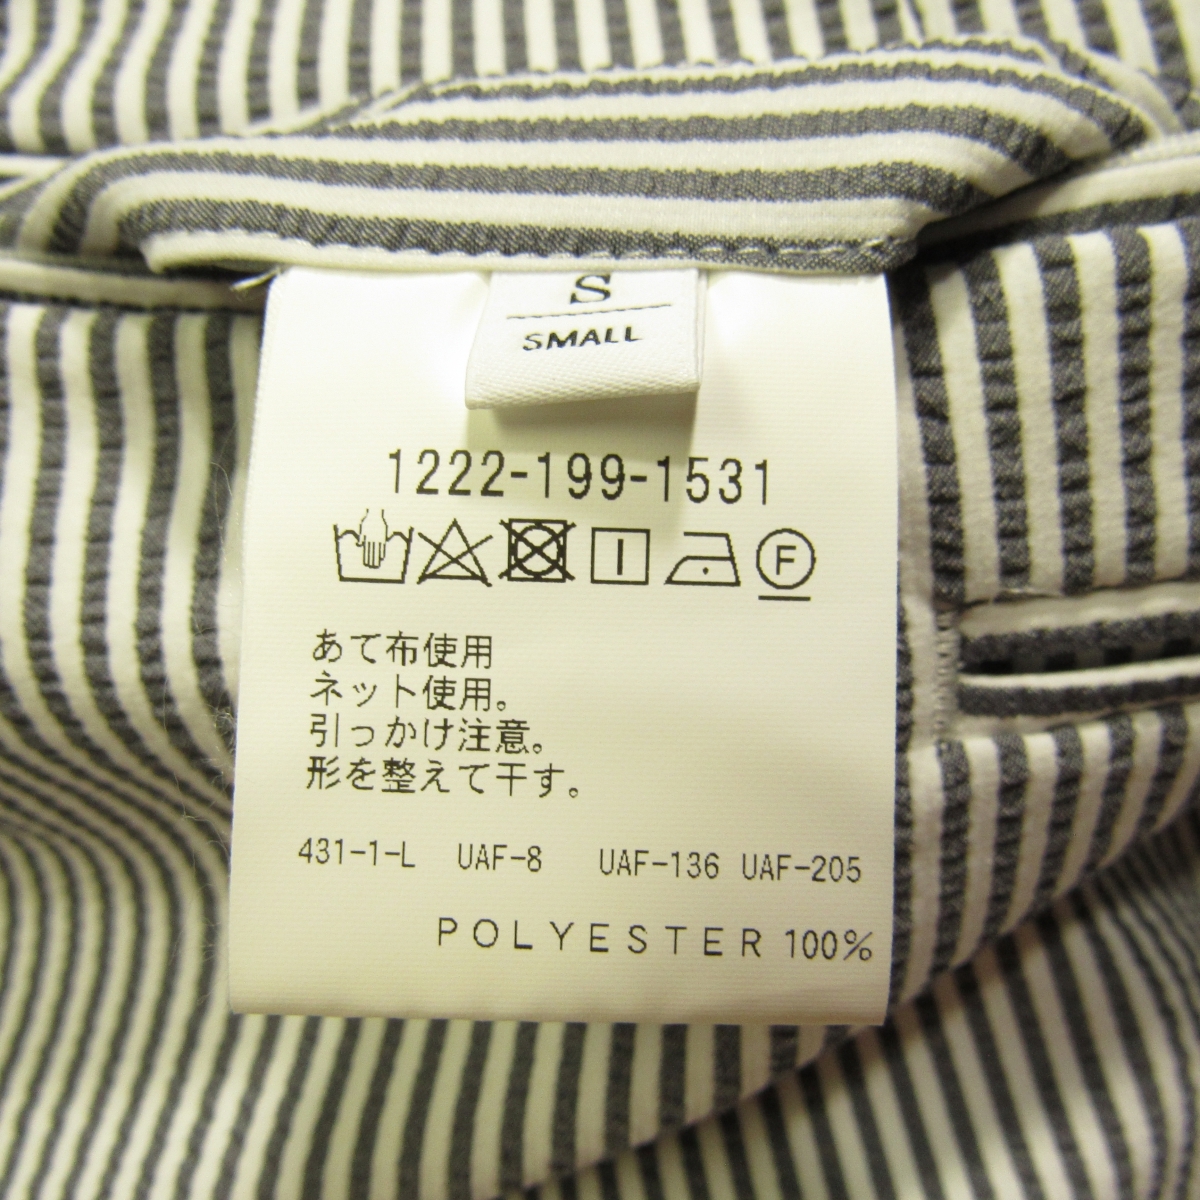 S
SMALL
1222-199-1531
F
あて布使用
ネット使用。
引っかけ注意。
形を整えて干す。
431-1-L UAF-8 UAF-136 UAF-205
POLYESTER 100%